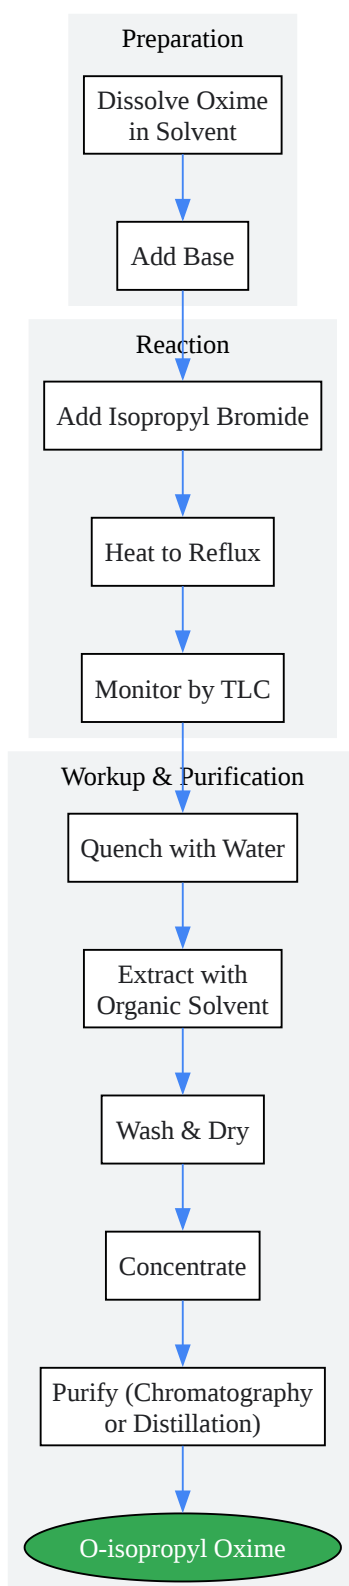 Preparation
Dissolve Oxime
in Solvent
Add Base
Reaction
Add Isopropyl Bromide
Heat to Reflux
Monitor by TLC
Workup & Purification
Quench with Water
Extract with
Organic Solvent
Wash & Dry
Concentrate
Purify (Chromatography
or Distillation)
O-isopropyl Oxime